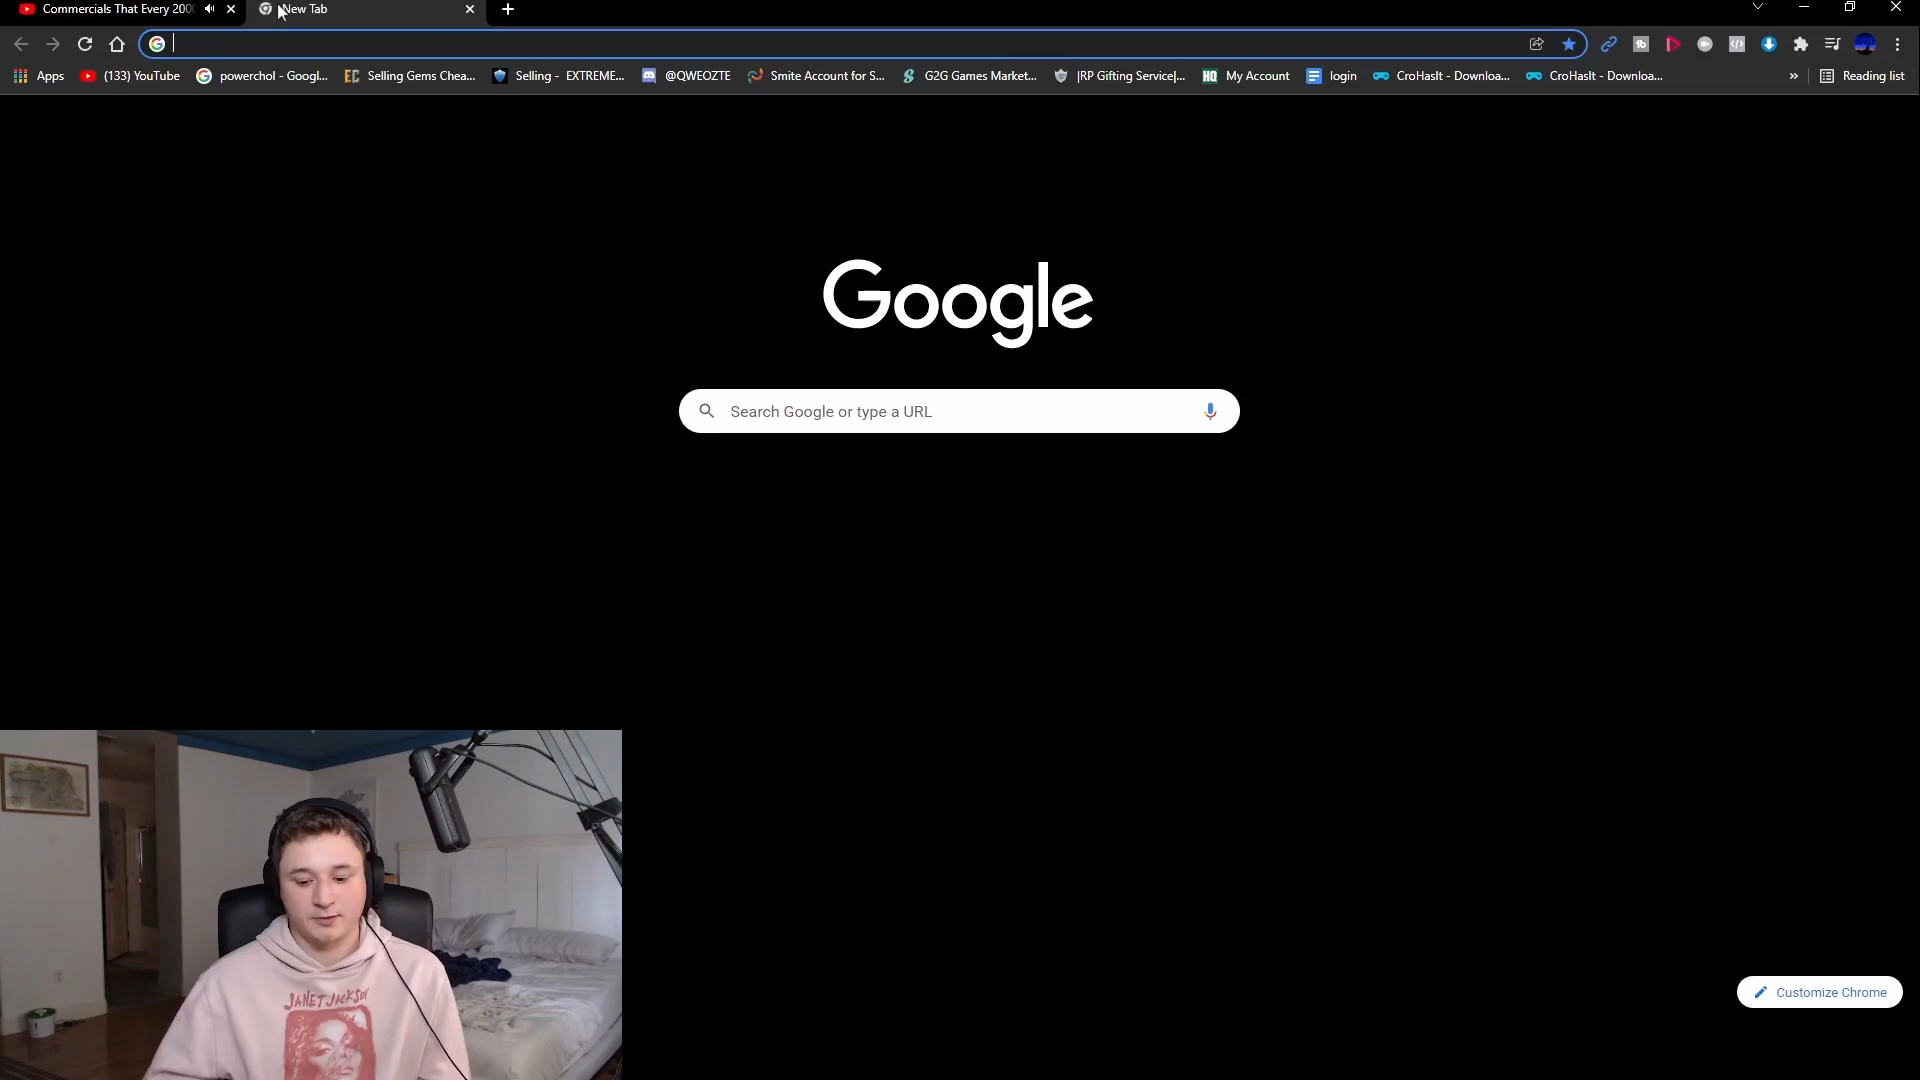 Commercials That Every 200
New Tab
Apps
(133) YouTube
powerchol - Googl...
Selling Gems Chea...
Selling - EXTREME...
@QWEOZTE
Smite Account for S...
G2G Games Market...
|RP Gifting Service|...
HQ My Account
login
CroHasIt - Downloa...
CroHasIt - Downloa...
»
Reading list
Google
Search Google or type a URL
JANET JACKSON
Customize Chrome